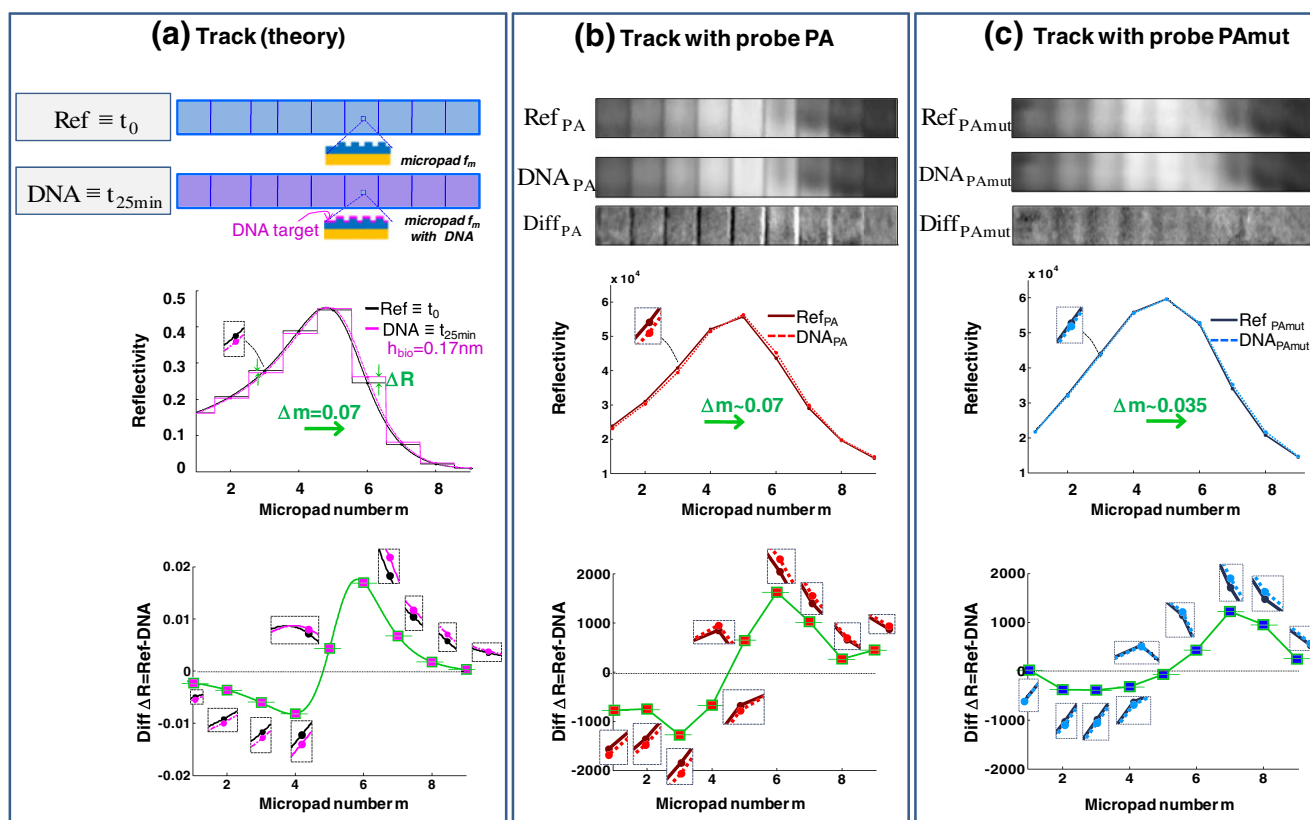 (a) Track (theory)
Ref ≡ t0
micropad fm
DNA ≡ t25min
DNA target
micropad fm
with DNA
0.5
0.4
0.3
0.2
0.1
0
Reflectivity
Ref ≡ t0
DNA ≡ t25min
hbio=0.17nm
ΔR
Δm=0.07
2 4 6 8
Micropad number m
0.02
0.01
0
-0.01
-0.02
Diff ΔR=Ref-DNA
2 4 6 8
Micropad number m
(b) Track with probe PA
RefPA
DNAPA
DiffPA
x 10^4
6
5
4
3
2
1
Reflectivity
RefPA
DNAPA
Δm~0.07
2 4 6 8
Micropad number m
2000
1000
0
-1000
-2000
Diff ΔR=Ref-DNA
2 4 6 8
Micropad number m
(c) Track with probe PAmut
RefPAmut
DNAPAmut
DiffPAmut
x 10^4
6
5
4
3
2
1
Reflectivity
Ref PAmut
DNAPAmut
Δm~0.035
2 4 6 8
Micropad number m
2000
1000
0
-1000
-2000
Diff ΔR=Ref-DNA
2 4 6 8
Micropad number m